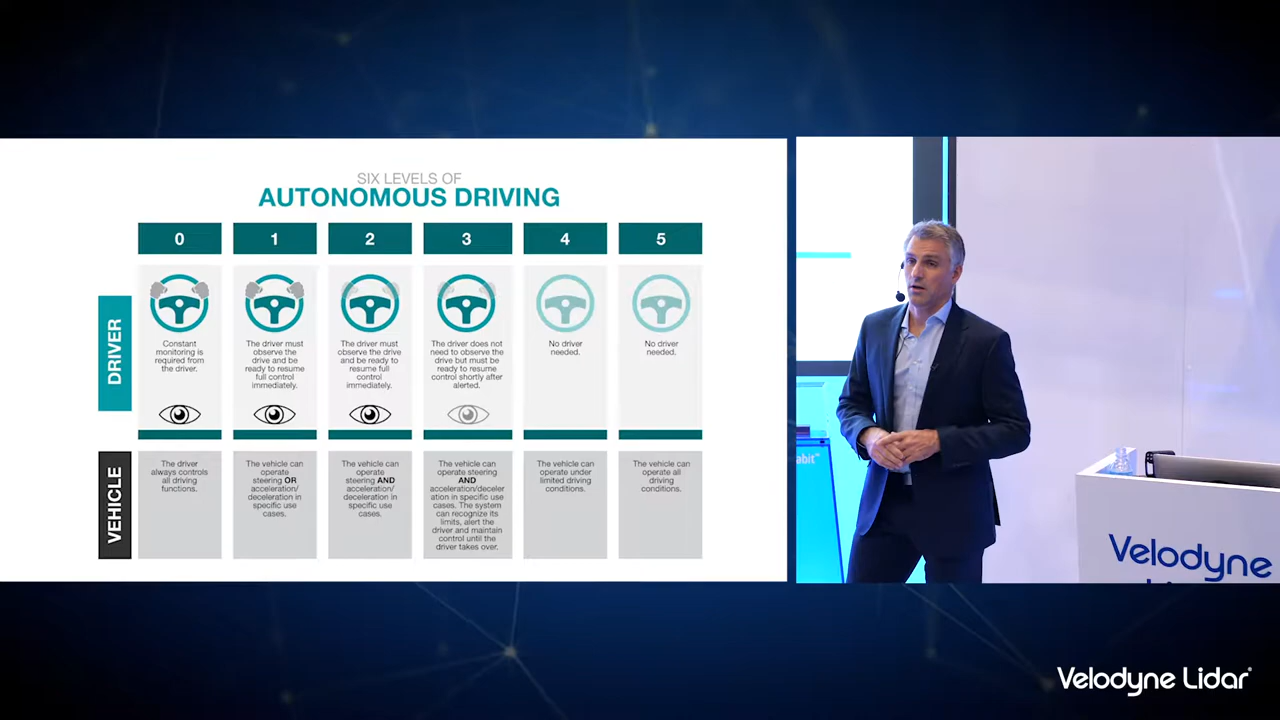 SIX LEVELS OF
AUTONOMOUS DRIVING
0
1
2
3
4
5
DRIVER
Constant
monitoring is
required from
the driver.
The driver must
observe the
drive and be
ready to resume
full control
immediately.
The driver must
observe the drive
and be ready to
resume full
control
immediately.
The driver does not
need to observe the
drive but must be
ready to resume
control shortly after
alerted.
No driver
needed.
No driver
needed.
VEHICLE
The driver
always controls
all driving
functions.
The vehicle can
operate
steering OR
acceleration/
deceleration in
specific use
cases.
The vehicle can
operate
steering AND
acceleration/
deceleration in
specific use
cases.
The vehicle can
operate steering
AND
acceleration/deceler
ation in specific use
cases. The system
can recognize its
limits, alert the
driver and maintain
control until the
driver takes over.
The vehicle can
operate under
limited driving
conditions.
The vehicle can
operate all
driving
conditions.
abit™
Velodyne
Velodyne Lidar®